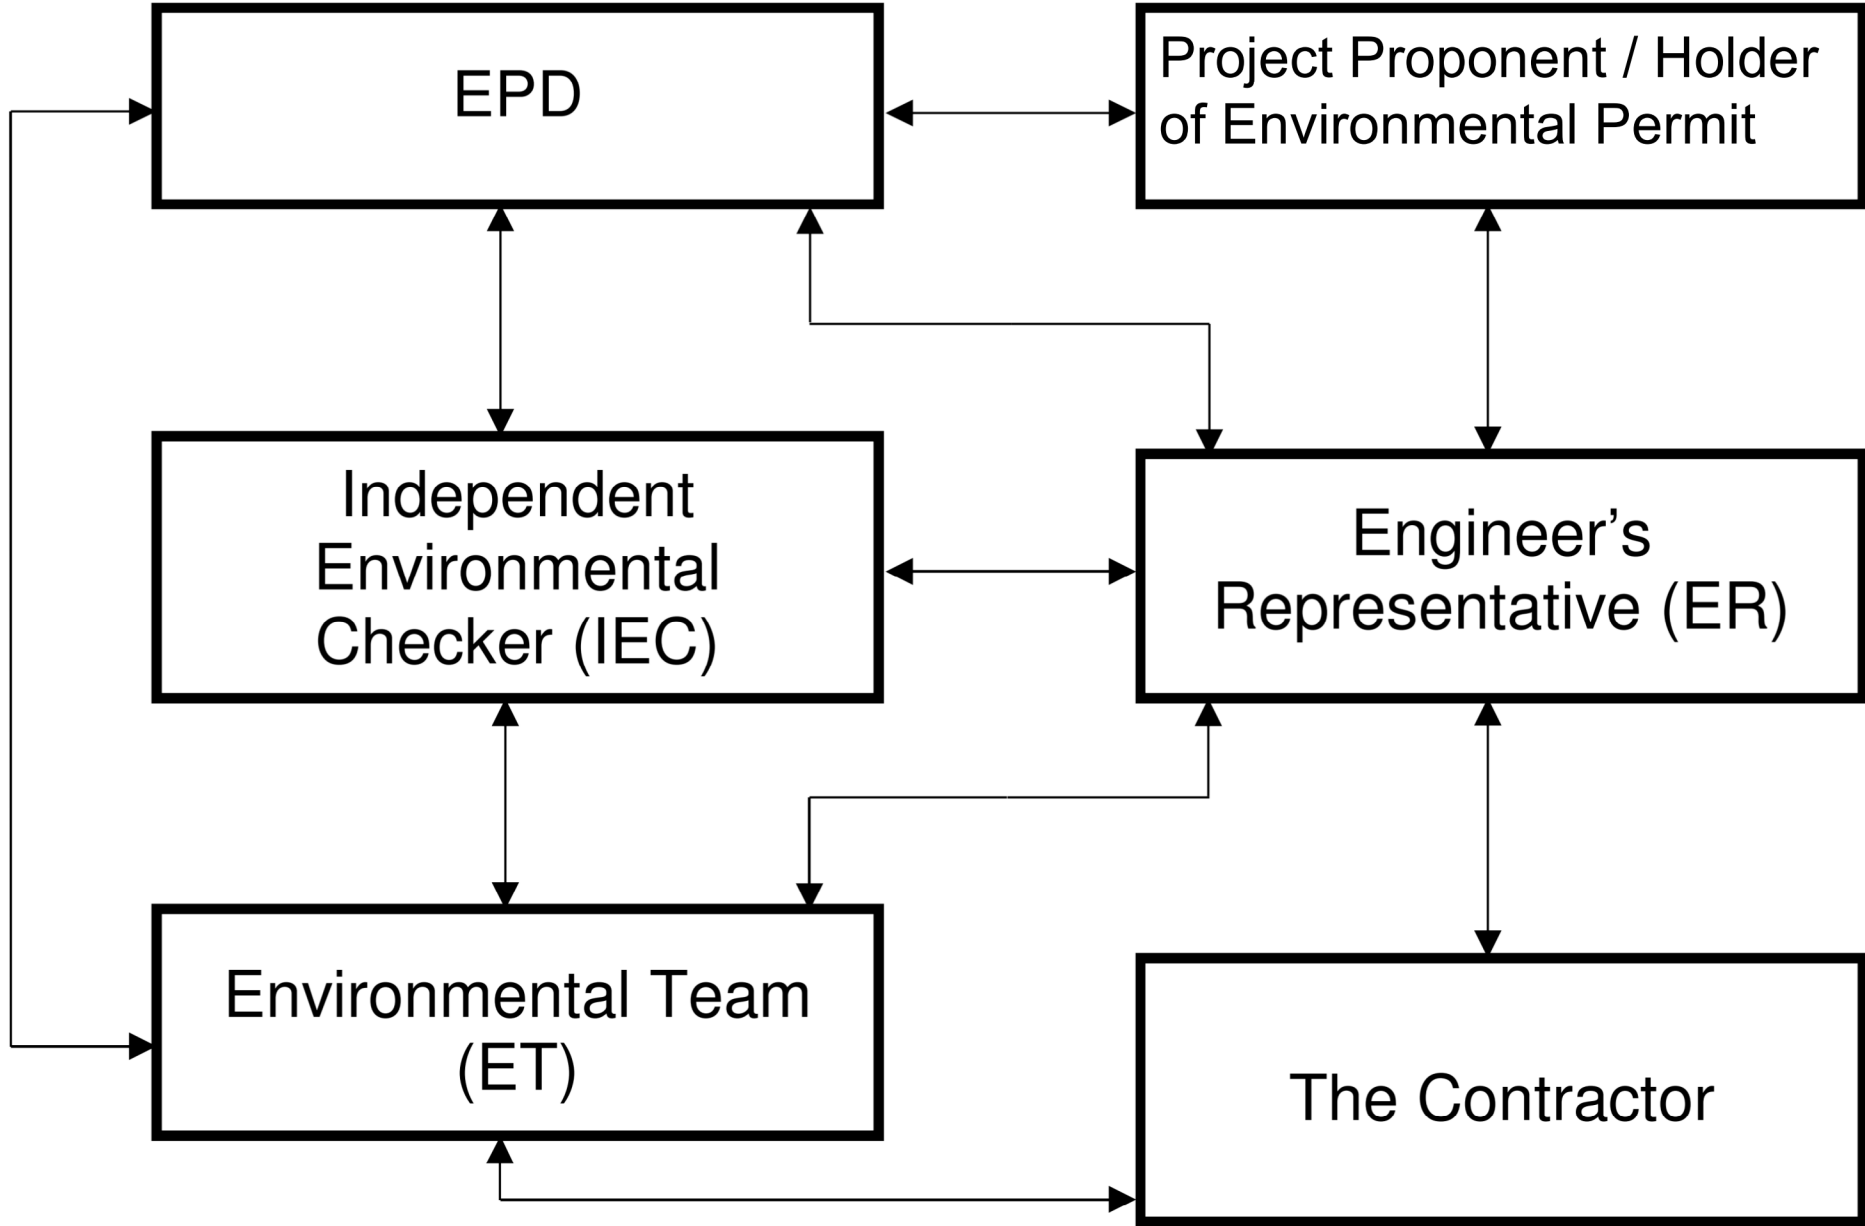 EPD
Project Proponent / Holder
of Environmental Permit
Independent
Environmental
Checker (IEC)
Engineer’s
Representative (ER)
Environmental Team
(ET)
The Contractor